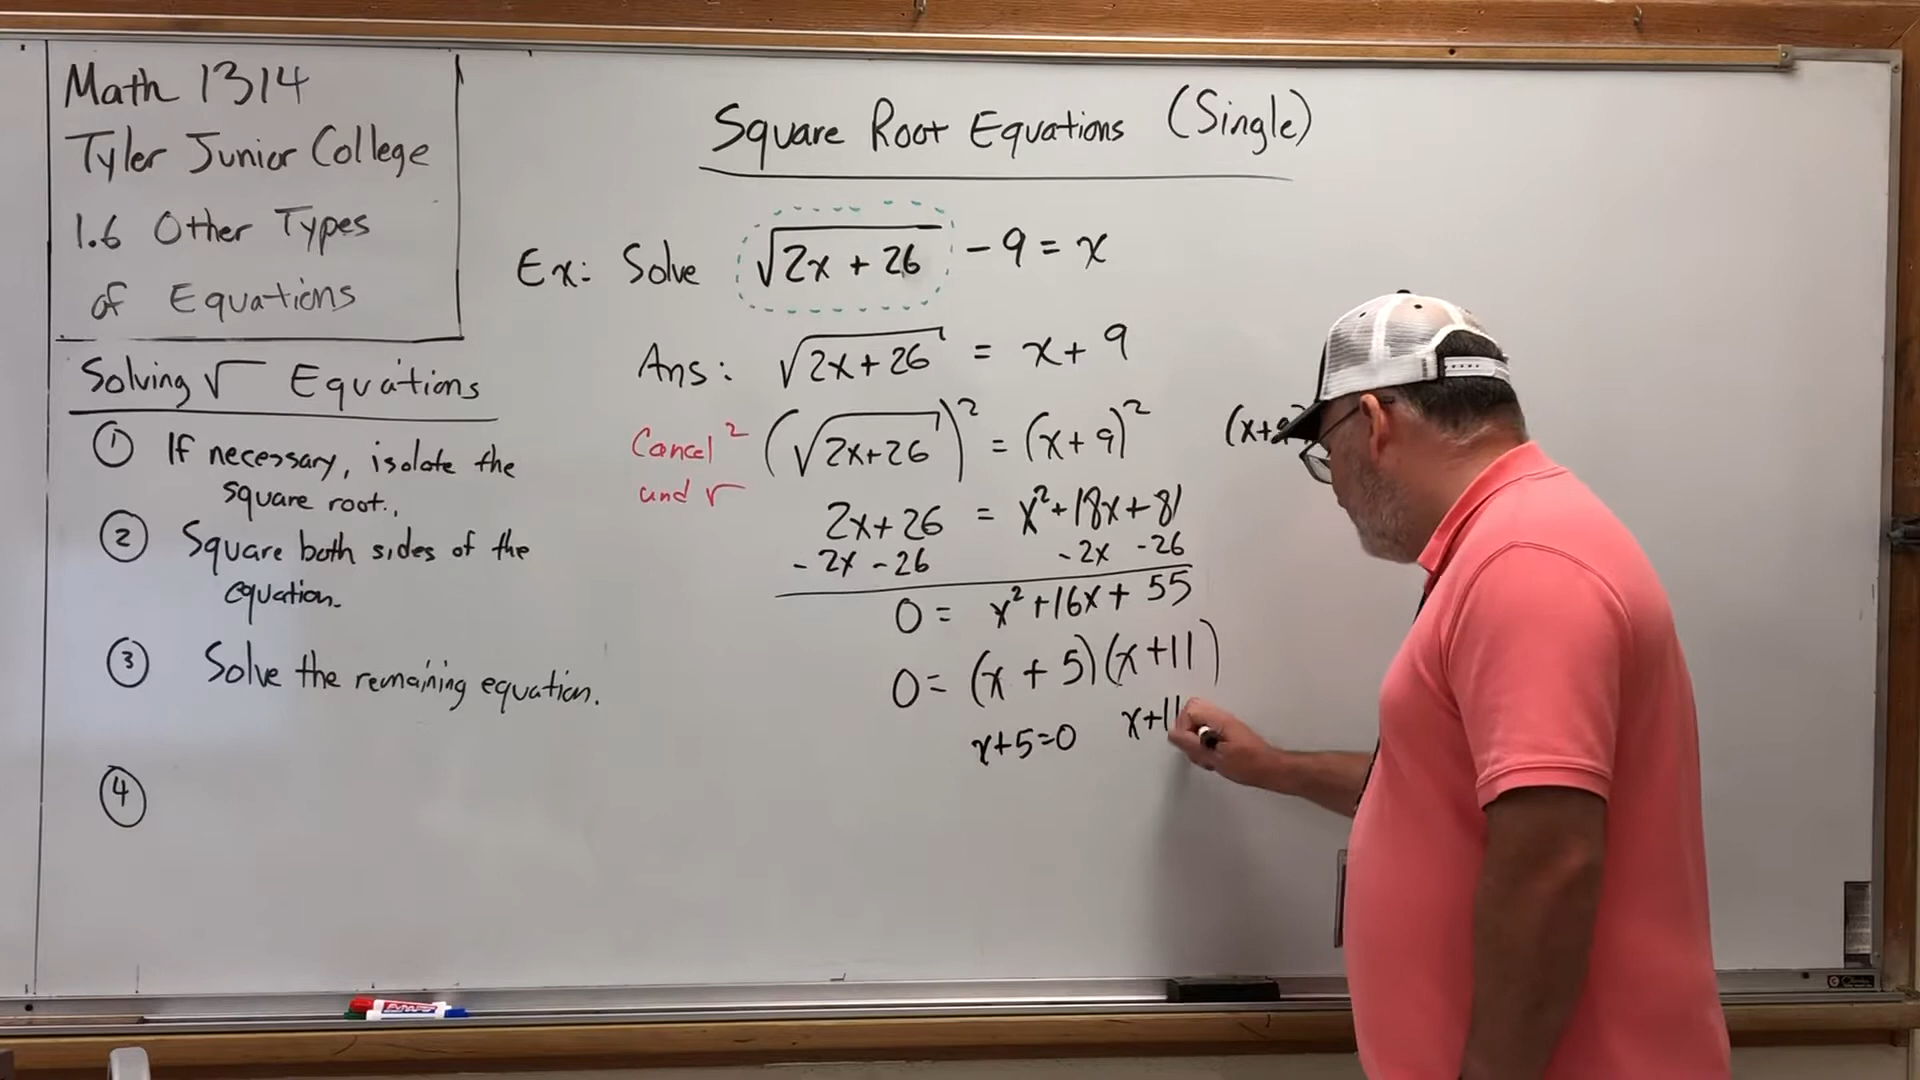 Math 1314
Tyler Junior College
1.6 Other Types
of Equations
Solving √ Equations
① If necessary, isolate the
square root.
② Square both sides of the
equation.
③ Solve the remaining equation.
④
Square Root Equations (Single)
Ex: Solve √(2x + 26) - 9 = x
Ans: √(2x+26) = x + 9
Cancel ² (√(2x+26))² = (x+9)²
and √
(x+9
2x+26 = x²+18x+81
-2x -26 -2x -26
0 = x²+16x+55
0 = (x+5)(x+11)
x+5=0 x+11